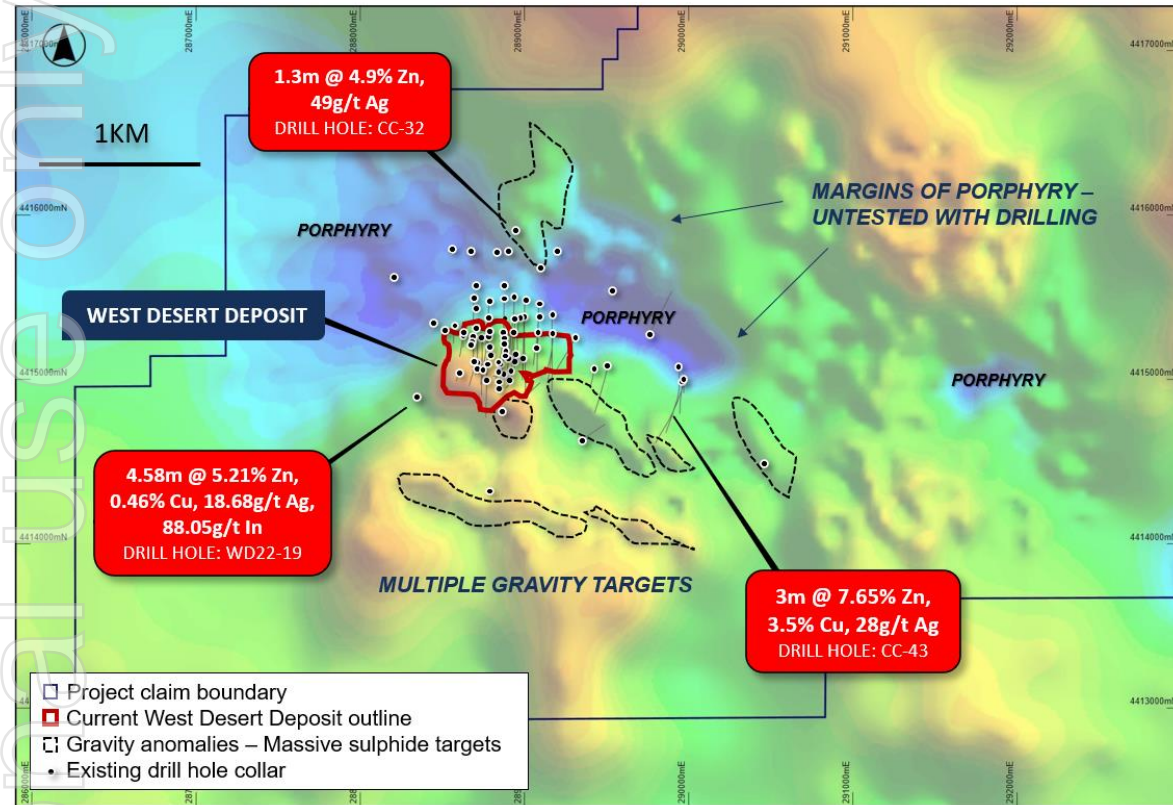 287000mE
288000mE
289000mE
290000mE
291000mE
292000mE
4417000mN
4417000mN
1.3m @ 4.9% Zn,
49g/t Ag
DRILL HOLE: CC-32
1KM
MARGINS OF PORPHYRY –
UNTESTED WITH DRILLING
4416000mN
4416000mN
PORPHYRY
WEST DESERT DEPOSIT
PORPHYRY
4415000mN
4415000mN
PORPHYRY
4.58m @ 5.21% Zn,
0.46% Cu, 18.68g/t Ag,
88.05g/t In
DRILL HOLE: WD22-19
4414000mN
4414000mN
MULTIPLE GRAVITY TARGETS
3m @ 7.65% Zn,
3.5% Cu, 28g/t Ag
DRILL HOLE: CC-43
Project claim boundary
Current West Desert Deposit outline
Gravity anomalies – Massive sulphide targets
Existing drill hole collar
4413000mN
286000mE
290000mE
291000mE
292000mE
use only